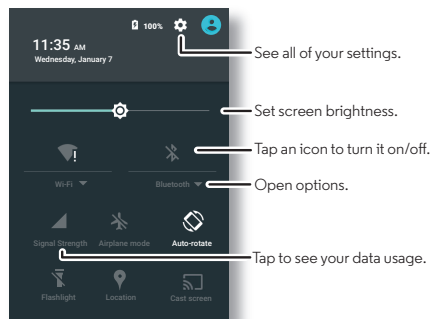 100%
11:35 AM
Wednesday, January 7
See all of your settings.
Set screen brightness.
Tap an icon to turn it on/off.
Wi-Fi
Bluetooth
Open options.
Signal Strength Airplane mode Auto-rotate
Tap to see your data usage.
Flashlight Location Cast screen